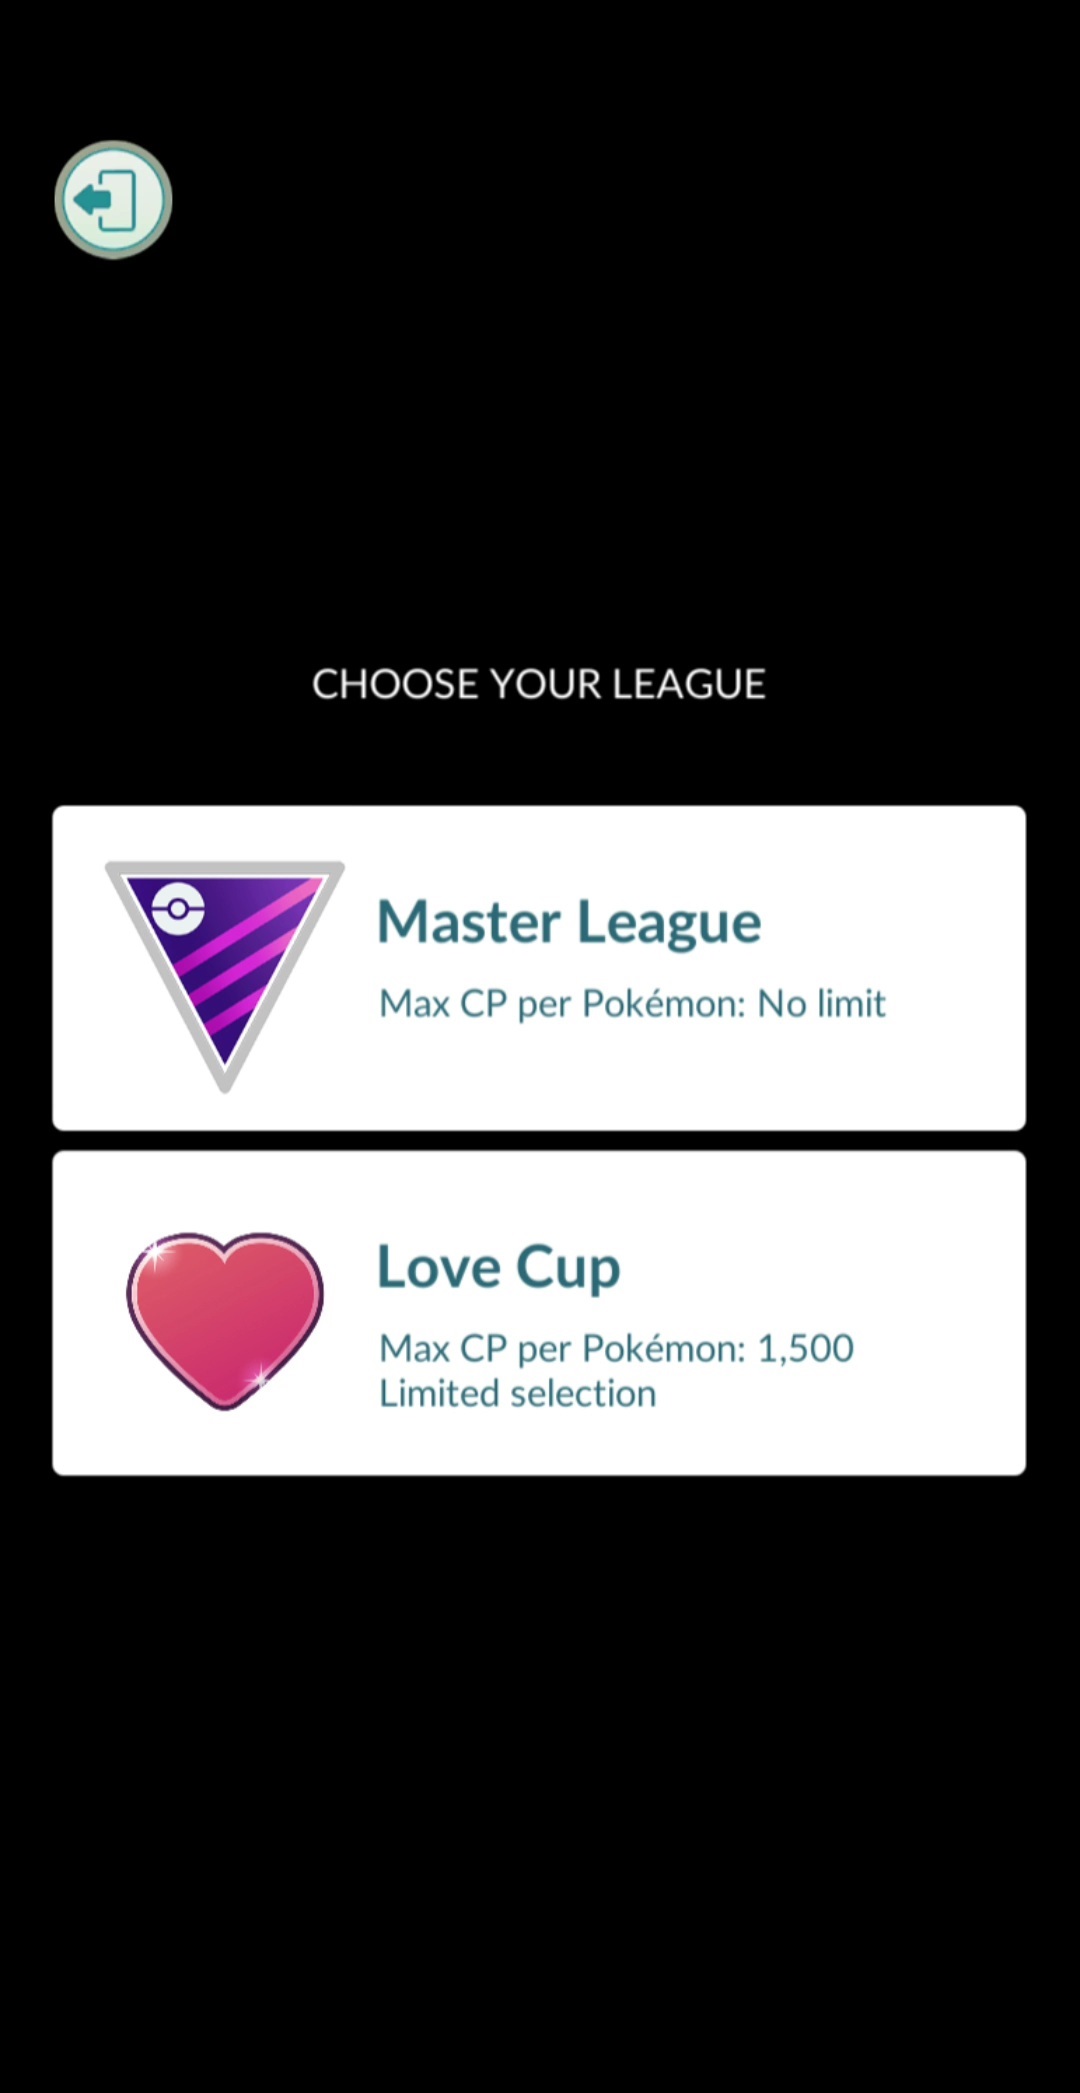 CHOOSE YOUR LEAGUE
Master League
Max CP per Pokémon: No limit
Love Cup
Max CP per Pokémon: 1,500
Limited selection